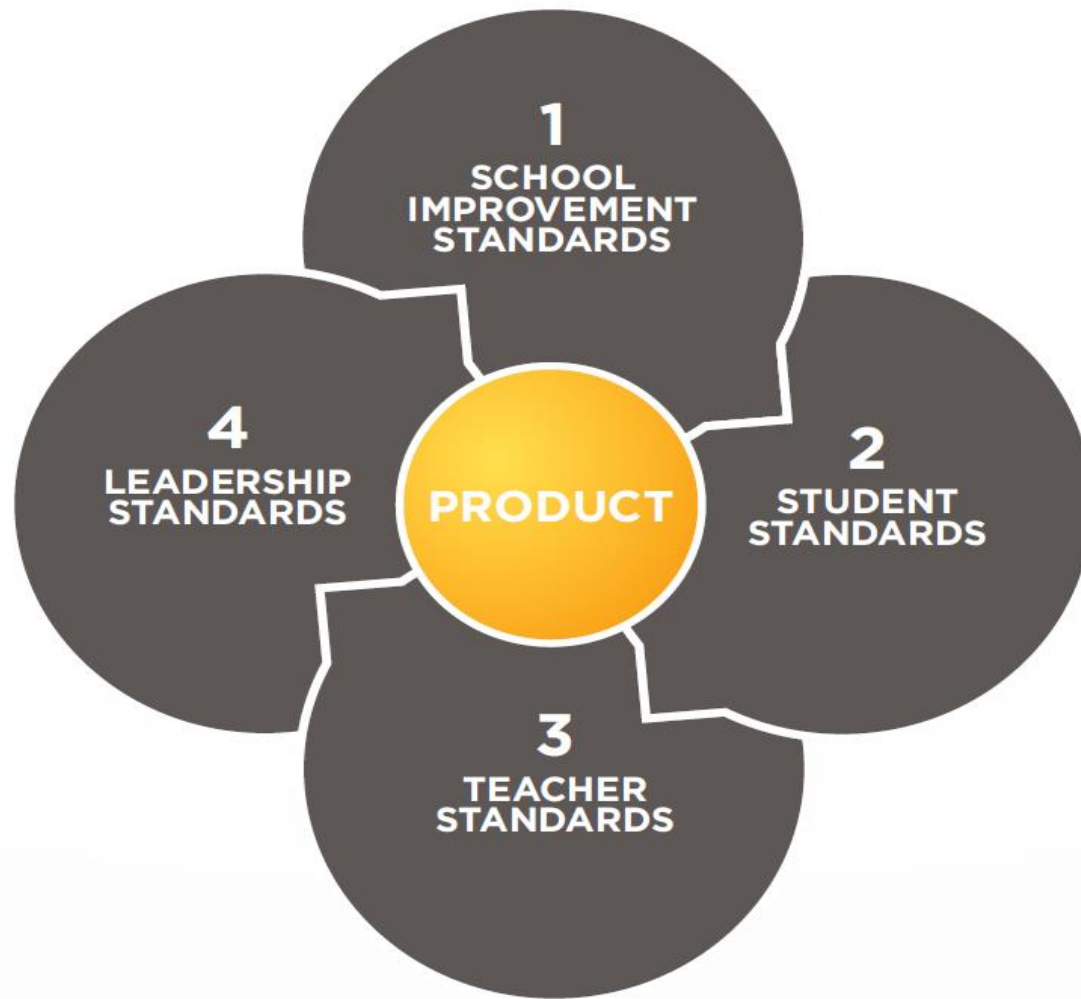 1
SCHOOL
IMPROVEMENT
STANDARDS
2
STUDENT
STANDARDS
3
TEACHER
STANDARDS
4
LEADERSHIP
STANDARDS
PRODUCT